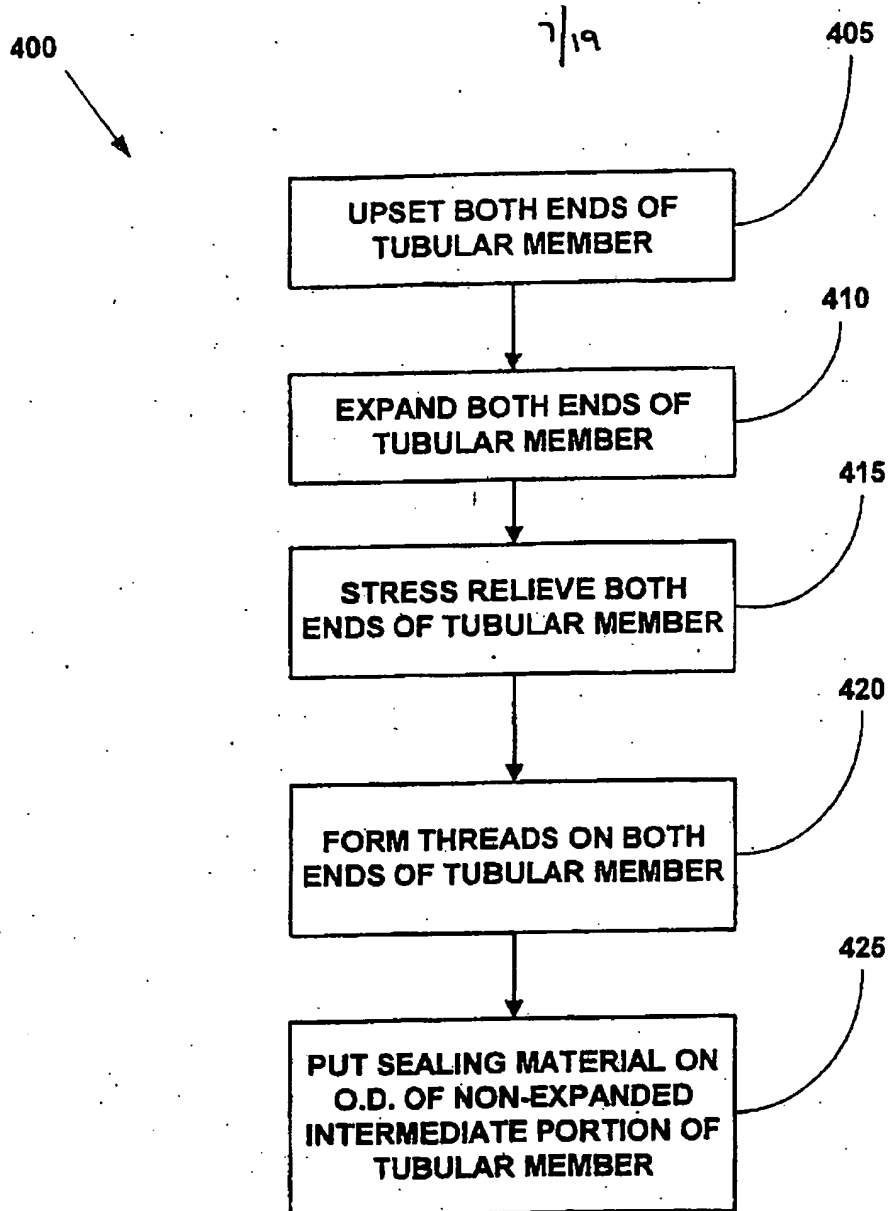 7/19
400
405
UPSET BOTH ENDS OF
TUBULAR MEMBER
410
EXPAND BOTH ENDS OF
TUBULAR MEMBER
415
STRESS RELIEVE BOTH
ENDS OF TUBULAR MEMBER
420
FORM THREADS ON BOTH
ENDS OF TUBULAR MEMBER
425
PUT SEALING MATERIAL ON
O.D. OF NON-EXPANDED
INTERMEDIATE PORTION OF
TUBULAR MEMBER